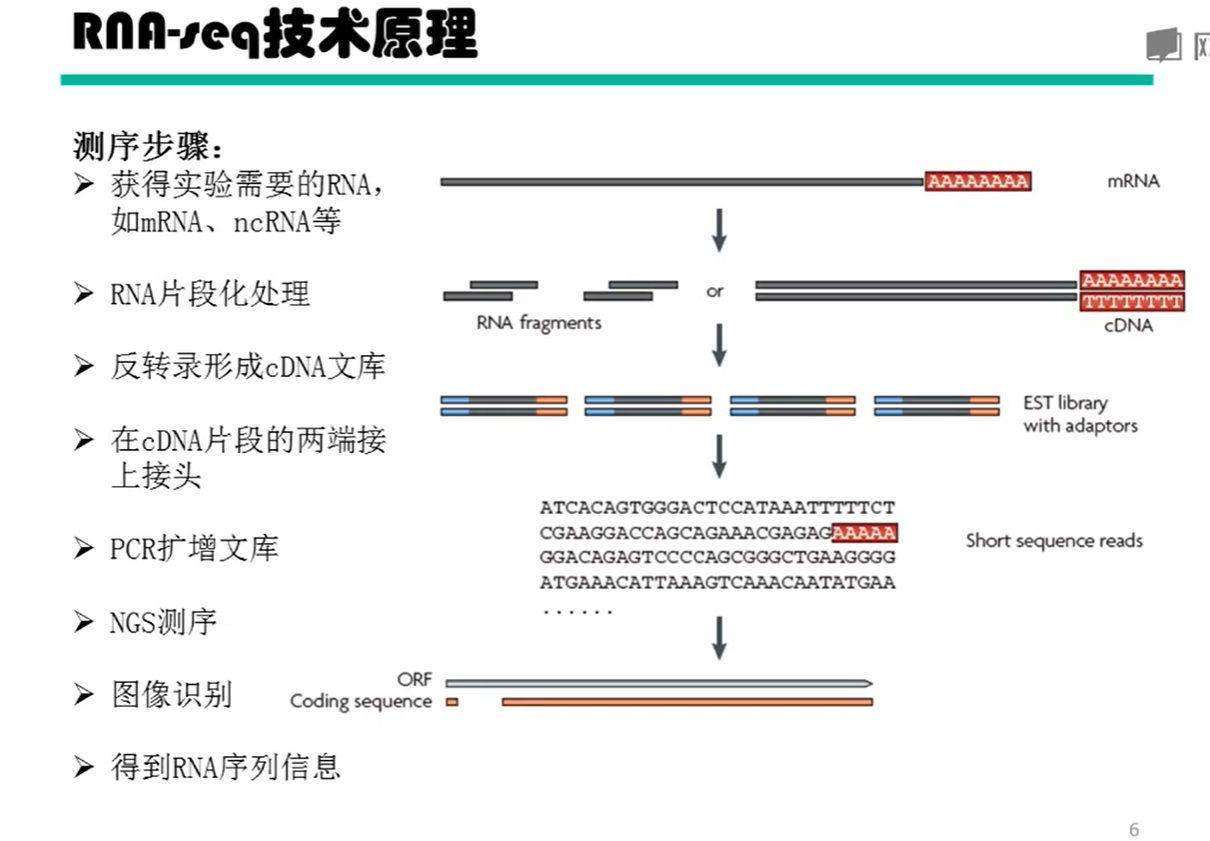 RNA-seq技术原理
测序步骤:
➢ 获得实验需要的RNA,
如mRNA、ncRNA等
➢ RNA片段化处理
➢ 反转录形成cDNA文库
➢ 在cDNA片段的两端接
上接头
➢ PCR扩增文库
➢ NGS测序
➢ 图像识别
➢ 得到RNA序列信息
AAAAAAAA
mRNA
or
AAAAAAAA
TTTTTTTT
RNA fragments
cDNA
EST library
with adaptors
ATCACAGTGGGACTCCATAAATTTTTCT
CGAAGGACCAGCAGAAACGAGAGAAAAA
GGACAGAGTCCCCAGCGGGCTGAAGGGG
ATGAAACATTAAAGTCAAACAATATGAA
......
Short sequence reads
ORF
Coding sequence
6